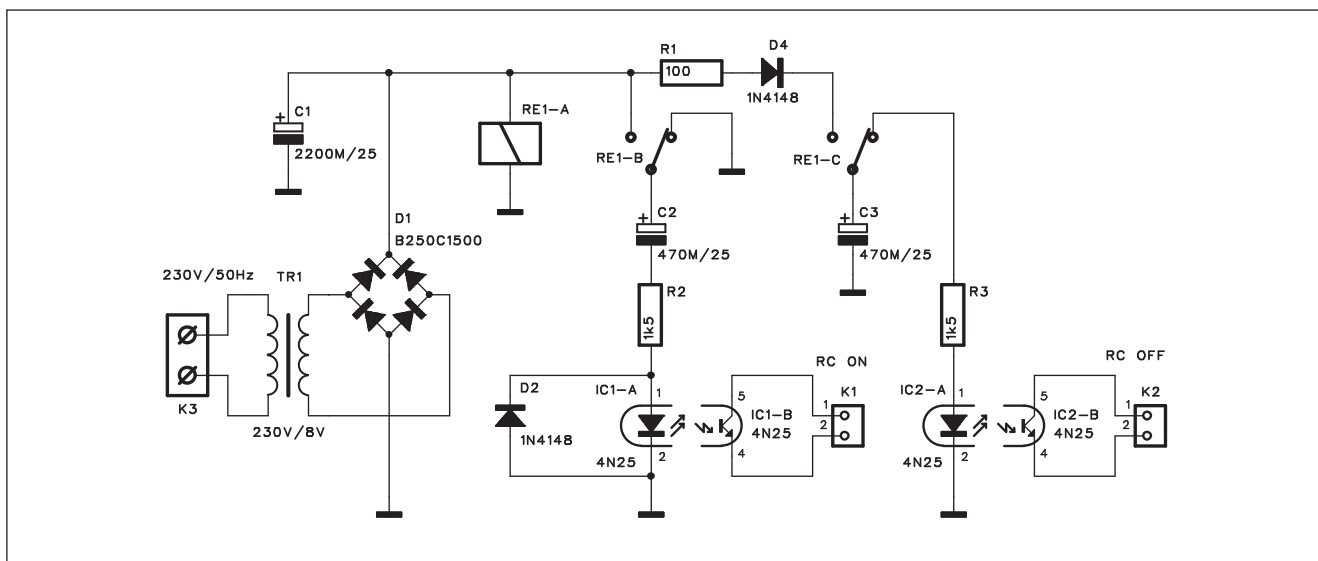 R1
100
D4
1N4148
+
C1
2200M/25
RE1-A
RE1-B
RE1-C
D1
B250C1500
+
C2
470M/25
+
C3
470M/25
230V/50Hz
TR1
R2
1k5
R3
1k5
K3
230V/8V
D2
1N4148
IC1-A
1
2
4N25
5
4
IC1-B
4N25
RC ON
K1
1
2
IC2-A
1
2
4N25
5
4
IC2-B
4N25
RC OFF
K2
1
2